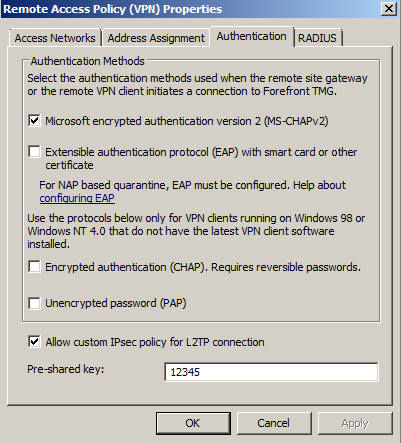 Remote Access Policy (VPN) Properties
Access Networks Address Assignment Authentication RADIUS
Authentication Methods
Select the authentication methods used when the remote site gateway
or the remote VPN client initiates a connection to Forefront TMG.
Microsoft encrypted authentication version 2 (MS-CHAPv2)
Extensible authentication protocol (EAP) with smart card or other
certificate
For NAP based quarantine, EAP must be configured. Help about
configuring EAP
Use the protocols below only for VPN clients running on Windows 98 or
Windows NT 4.0 that do not have the latest VPN client software
installed.
Encrypted authentication (CHAP). Requires reversible passwords.
Unencrypted password (PAP)
Allow custom IPsec policy for L2TP connection
Pre-shared key: 12345
OK Cancel Apply